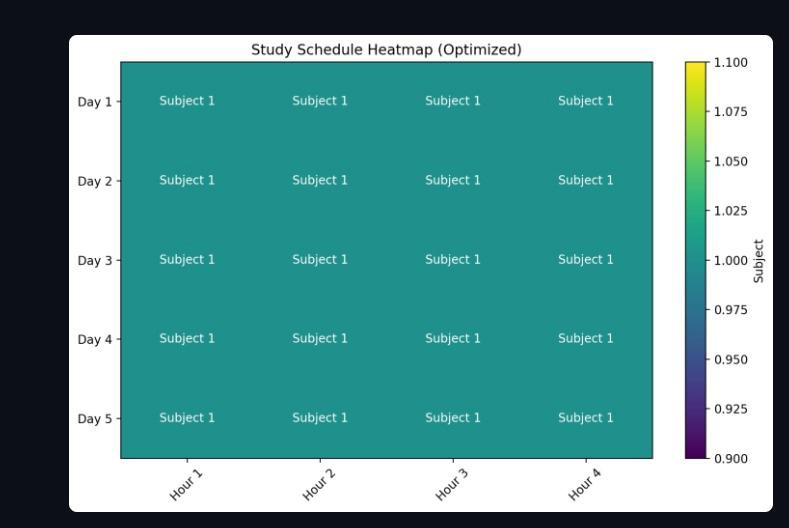 Study Schedule Heatmap (Optimized)
Day 1 Subject 1 Subject 1 Subject 1 Subject 1
Day 2 Subject 1 Subject 1 Subject 1 Subject 1
Day 3 Subject 1 Subject 1 Subject 1 Subject 1
Day 4 Subject 1 Subject 1 Subject 1 Subject 1
Day 5 Subject 1 Subject 1 Subject 1 Subject 1
Hour 1 Hour 2 Hour 3 Hour 4
1.100
1.075
1.050
1.025
1.000
0.975
0.950
0.925
0.900
Subject